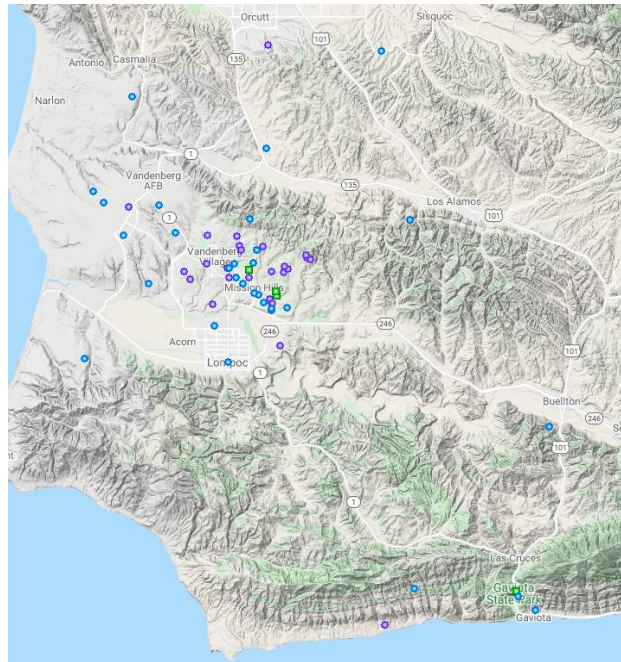 Orcutt
Sisquoc
101
135
Antonio
Casmalia
Narlon
1
Vandenberg
AFB
135
Los Alamos
101
1
Vandenberg
Village
Mission Hills
246
246
Acorn
Lompoc
101
1
Buellton
246
101
1
Las Cruces
Gaviota
State Park
Gaviota